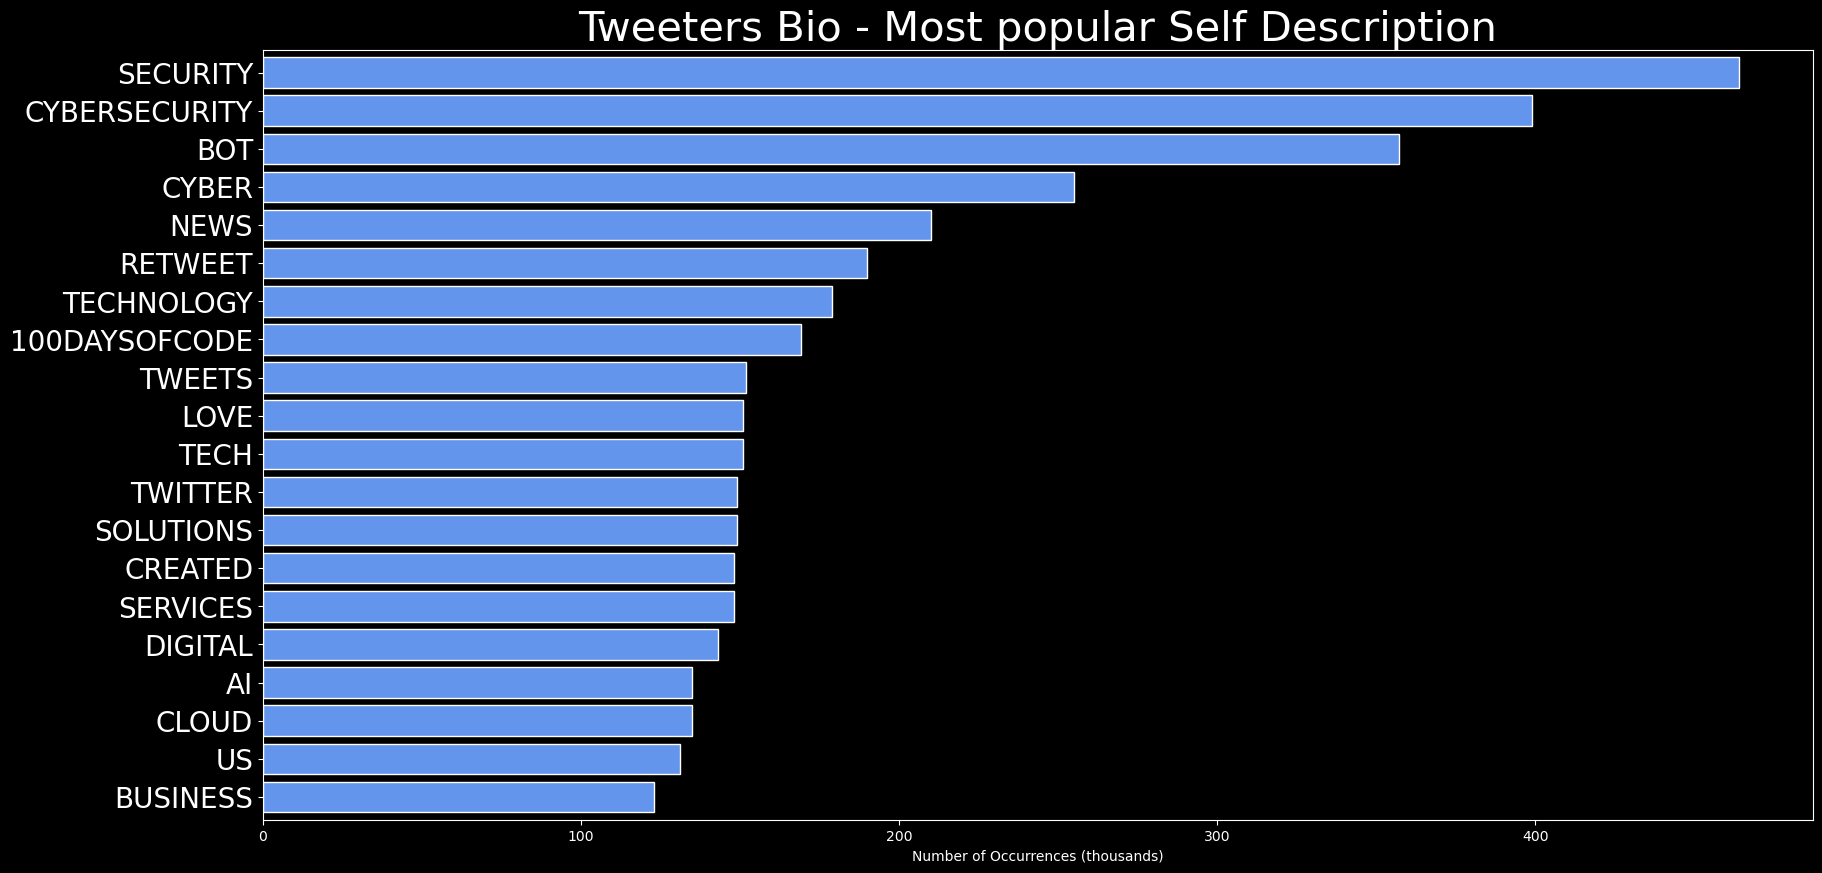 Tweeters Bio - Most popular Self Description
SECURITY
CYBERSECURITY
BOT
CYBER
NEWS
RETWEET
TECHNOLOGY
100DAYSOFCODE
TWEETS
LOVE
TECH
TWITTER
SOLUTIONS
CREATED
SERVICES
DIGITAL
AI
CLOUD
US
BUSINESS
0 100 200 300 400
Number of Occurrences (thousands)